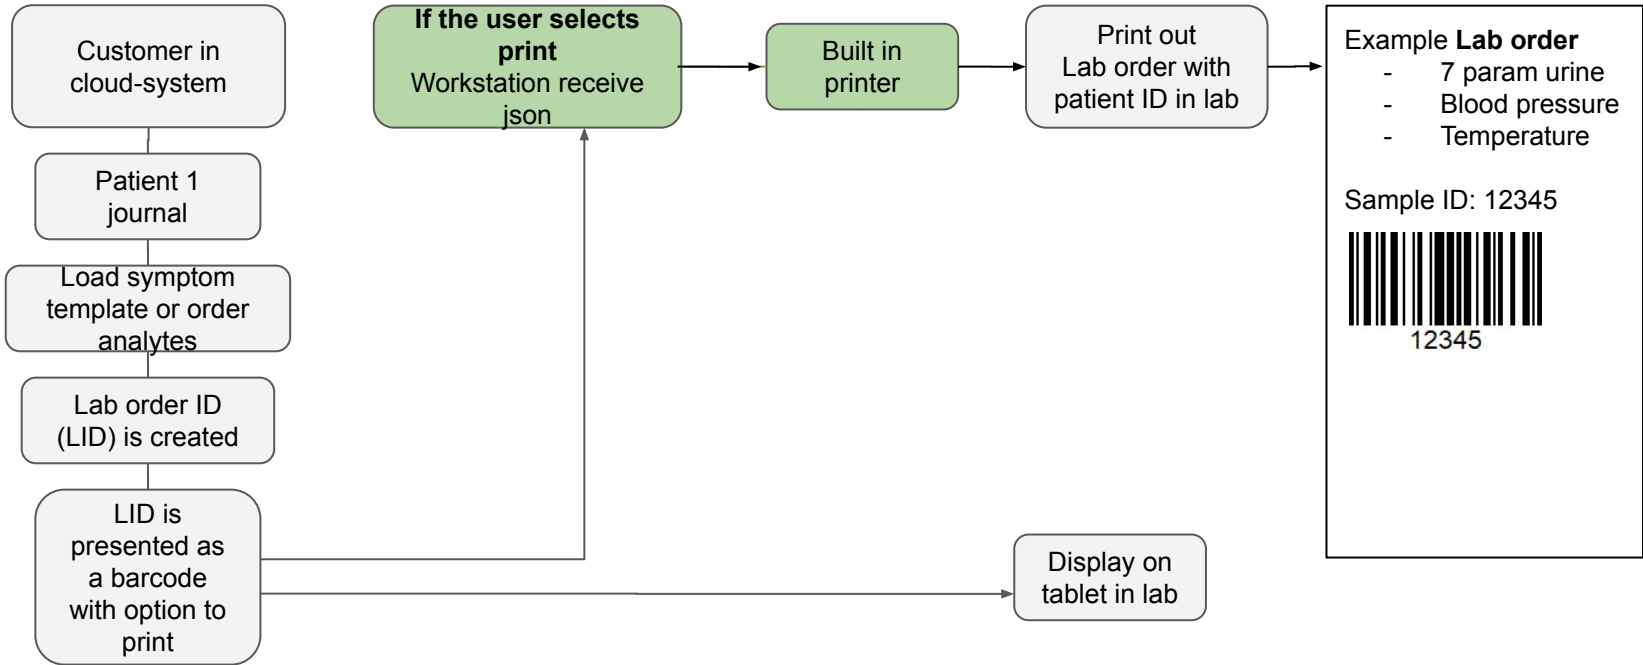 Customer in
cloud-system
Patient 1
journal
Load symptom
template or order
analytes
Lab order ID
(LID) is created
LID is
presented as
a barcode
with option to
print
If the user selects
print
Workstation receive
json
Built in
printer
Print out
Lab order with
patient ID in lab
Display on
tablet in lab
Example Lab order
- 7 param urine
- Blood pressure
- Temperature
Sample ID: 12345
12345